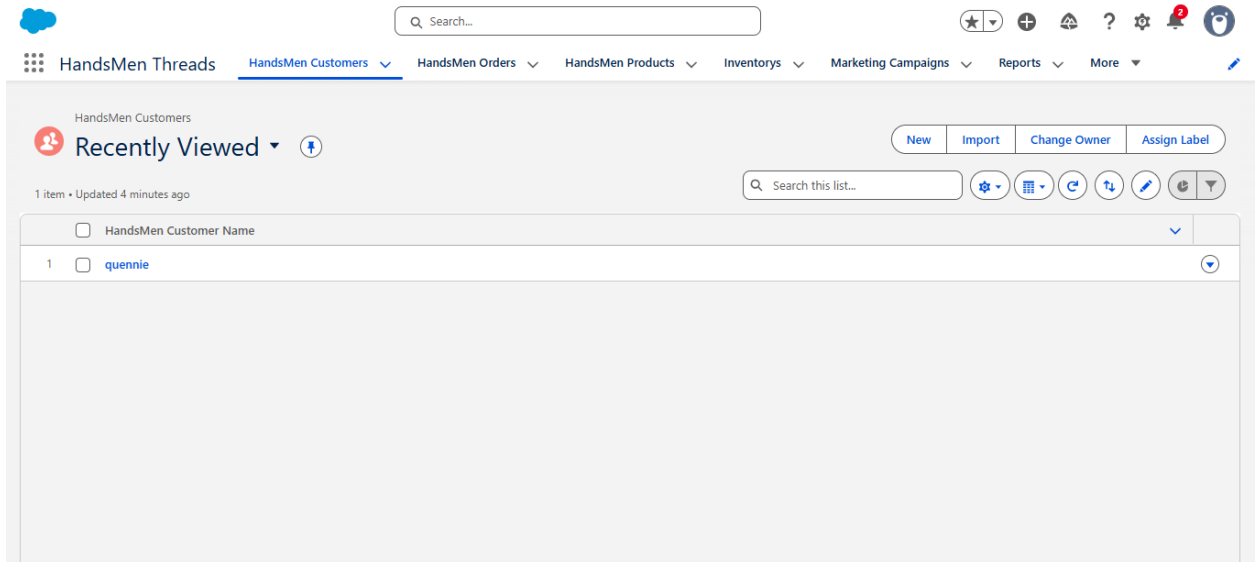 Search...
2
HandsMen Threads HandsMen Customers HandsMen Orders HandsMen Products Inventorys Marketing Campaigns Reports More
HandsMen Customers
Recently Viewed
New Import Change Owner Assign Label
1 item • Updated 4 minutes ago
Search this list...
HandsMen Customer Name
1 quennie